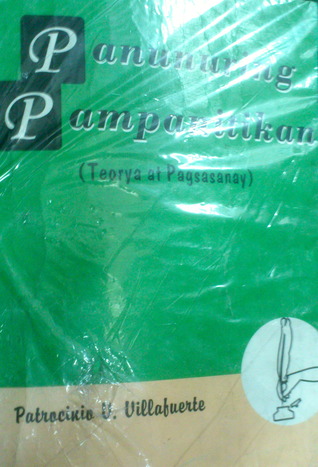 Panunuring
Pampanitikan
(Teorya at Pagsasanay)
Patrocinio V. Villafuerte